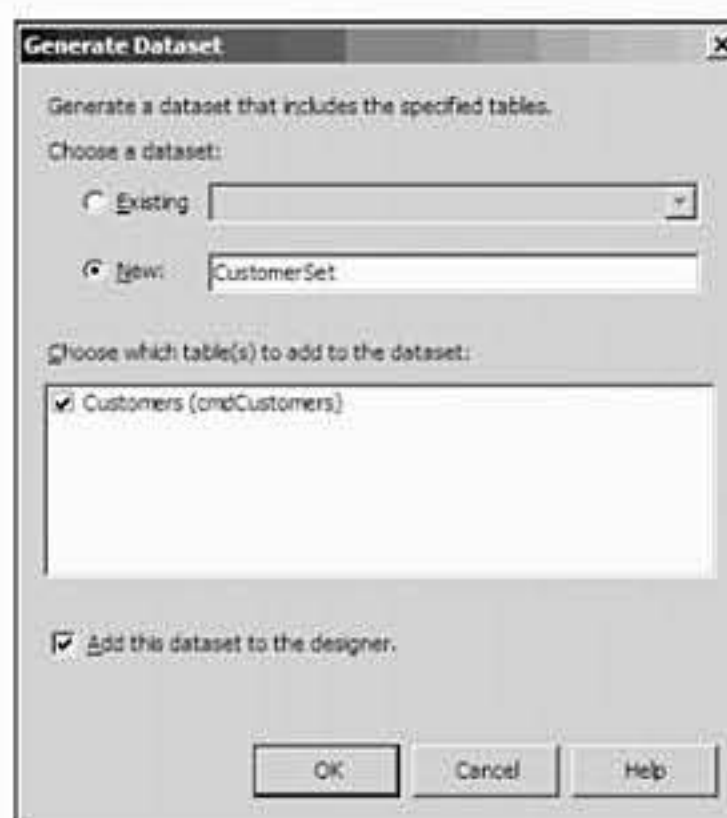 Generate Dataset
Generate a dataset that includes the specified tables.
Choose a dataset:
Existing
New: CustomerSet
Choose which table(s) to add to the dataset:
Customers (cmdCustomers)
Add this dataset to the designer.
OK Cancel Help